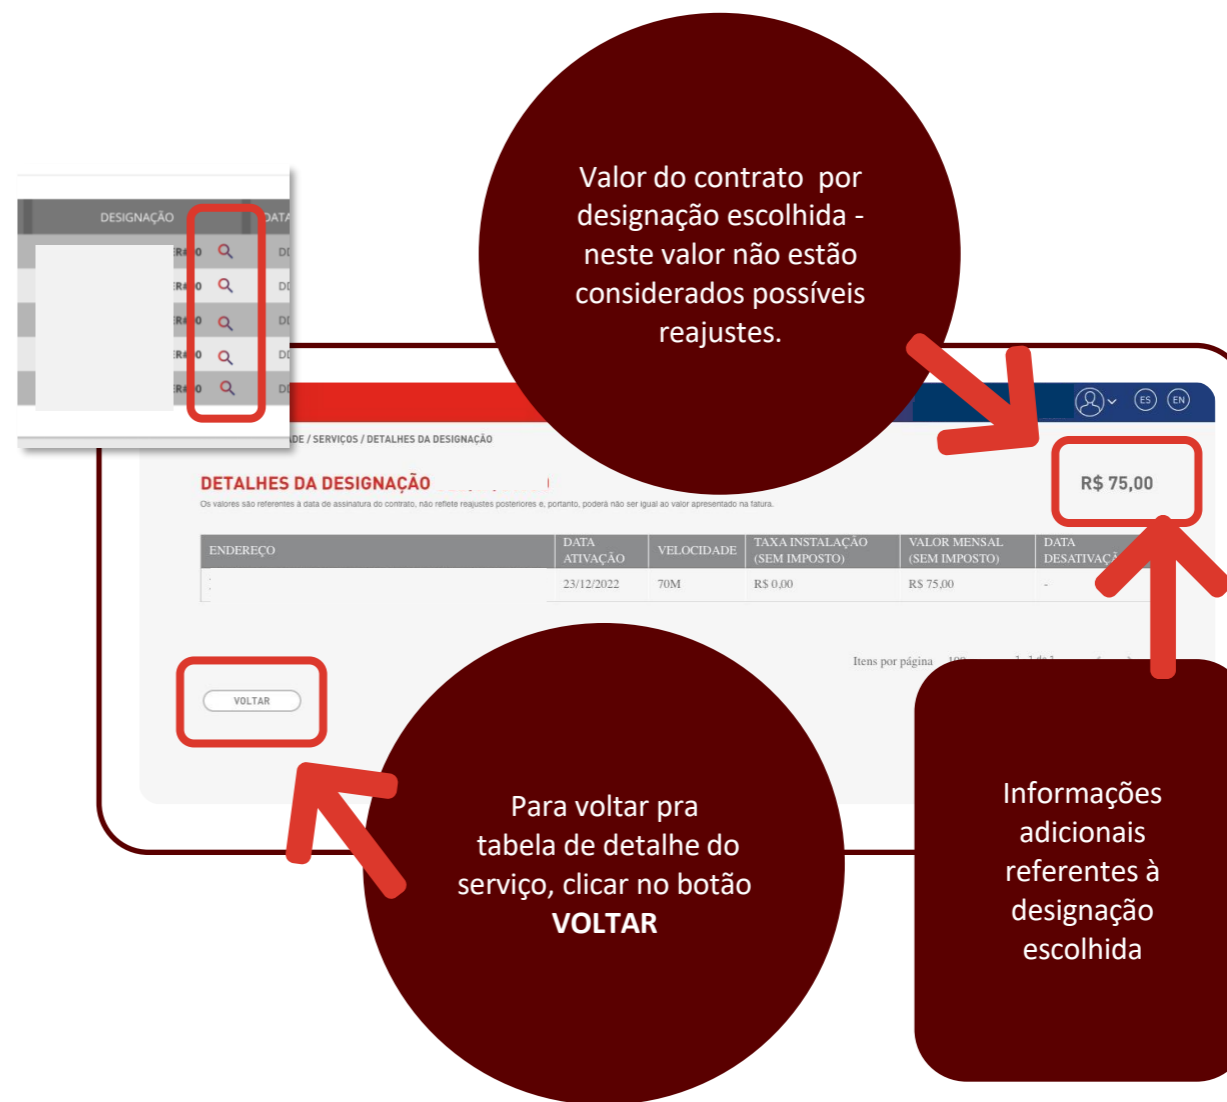 Valor do contrato por
designação escolhida -
neste valor não estão
considerados possíveis
reajustes.
DESIGNAÇÃO
DATA
ES EN
/ SERVIÇOS / DETALHES DA DESIGNAÇÃO
DETALHES DA DESIGNAÇÃO
R$ 75,00
Os valores são referentes à data de assinatura do contrato, não reflete reajustes posteriores e, portanto, poderá não ser igual ao valor apresentado na fatura.
ENDEREÇO
DATA
ATIVAÇÃO
VELOCIDADE
TAXA INSTALAÇÃO
(SEM IMPOSTO)
VALOR MENSAL
(SEM IMPOSTO)
DATA
23/12/2022 70M R$ 0,00 R$ 75,00 -
Itens por página
VOLTAR
Para voltar pra
tabela de detalhe do
serviço, clicar no botão
VOLTAR
Informações
adicionais
referentes à
designação
escolhida